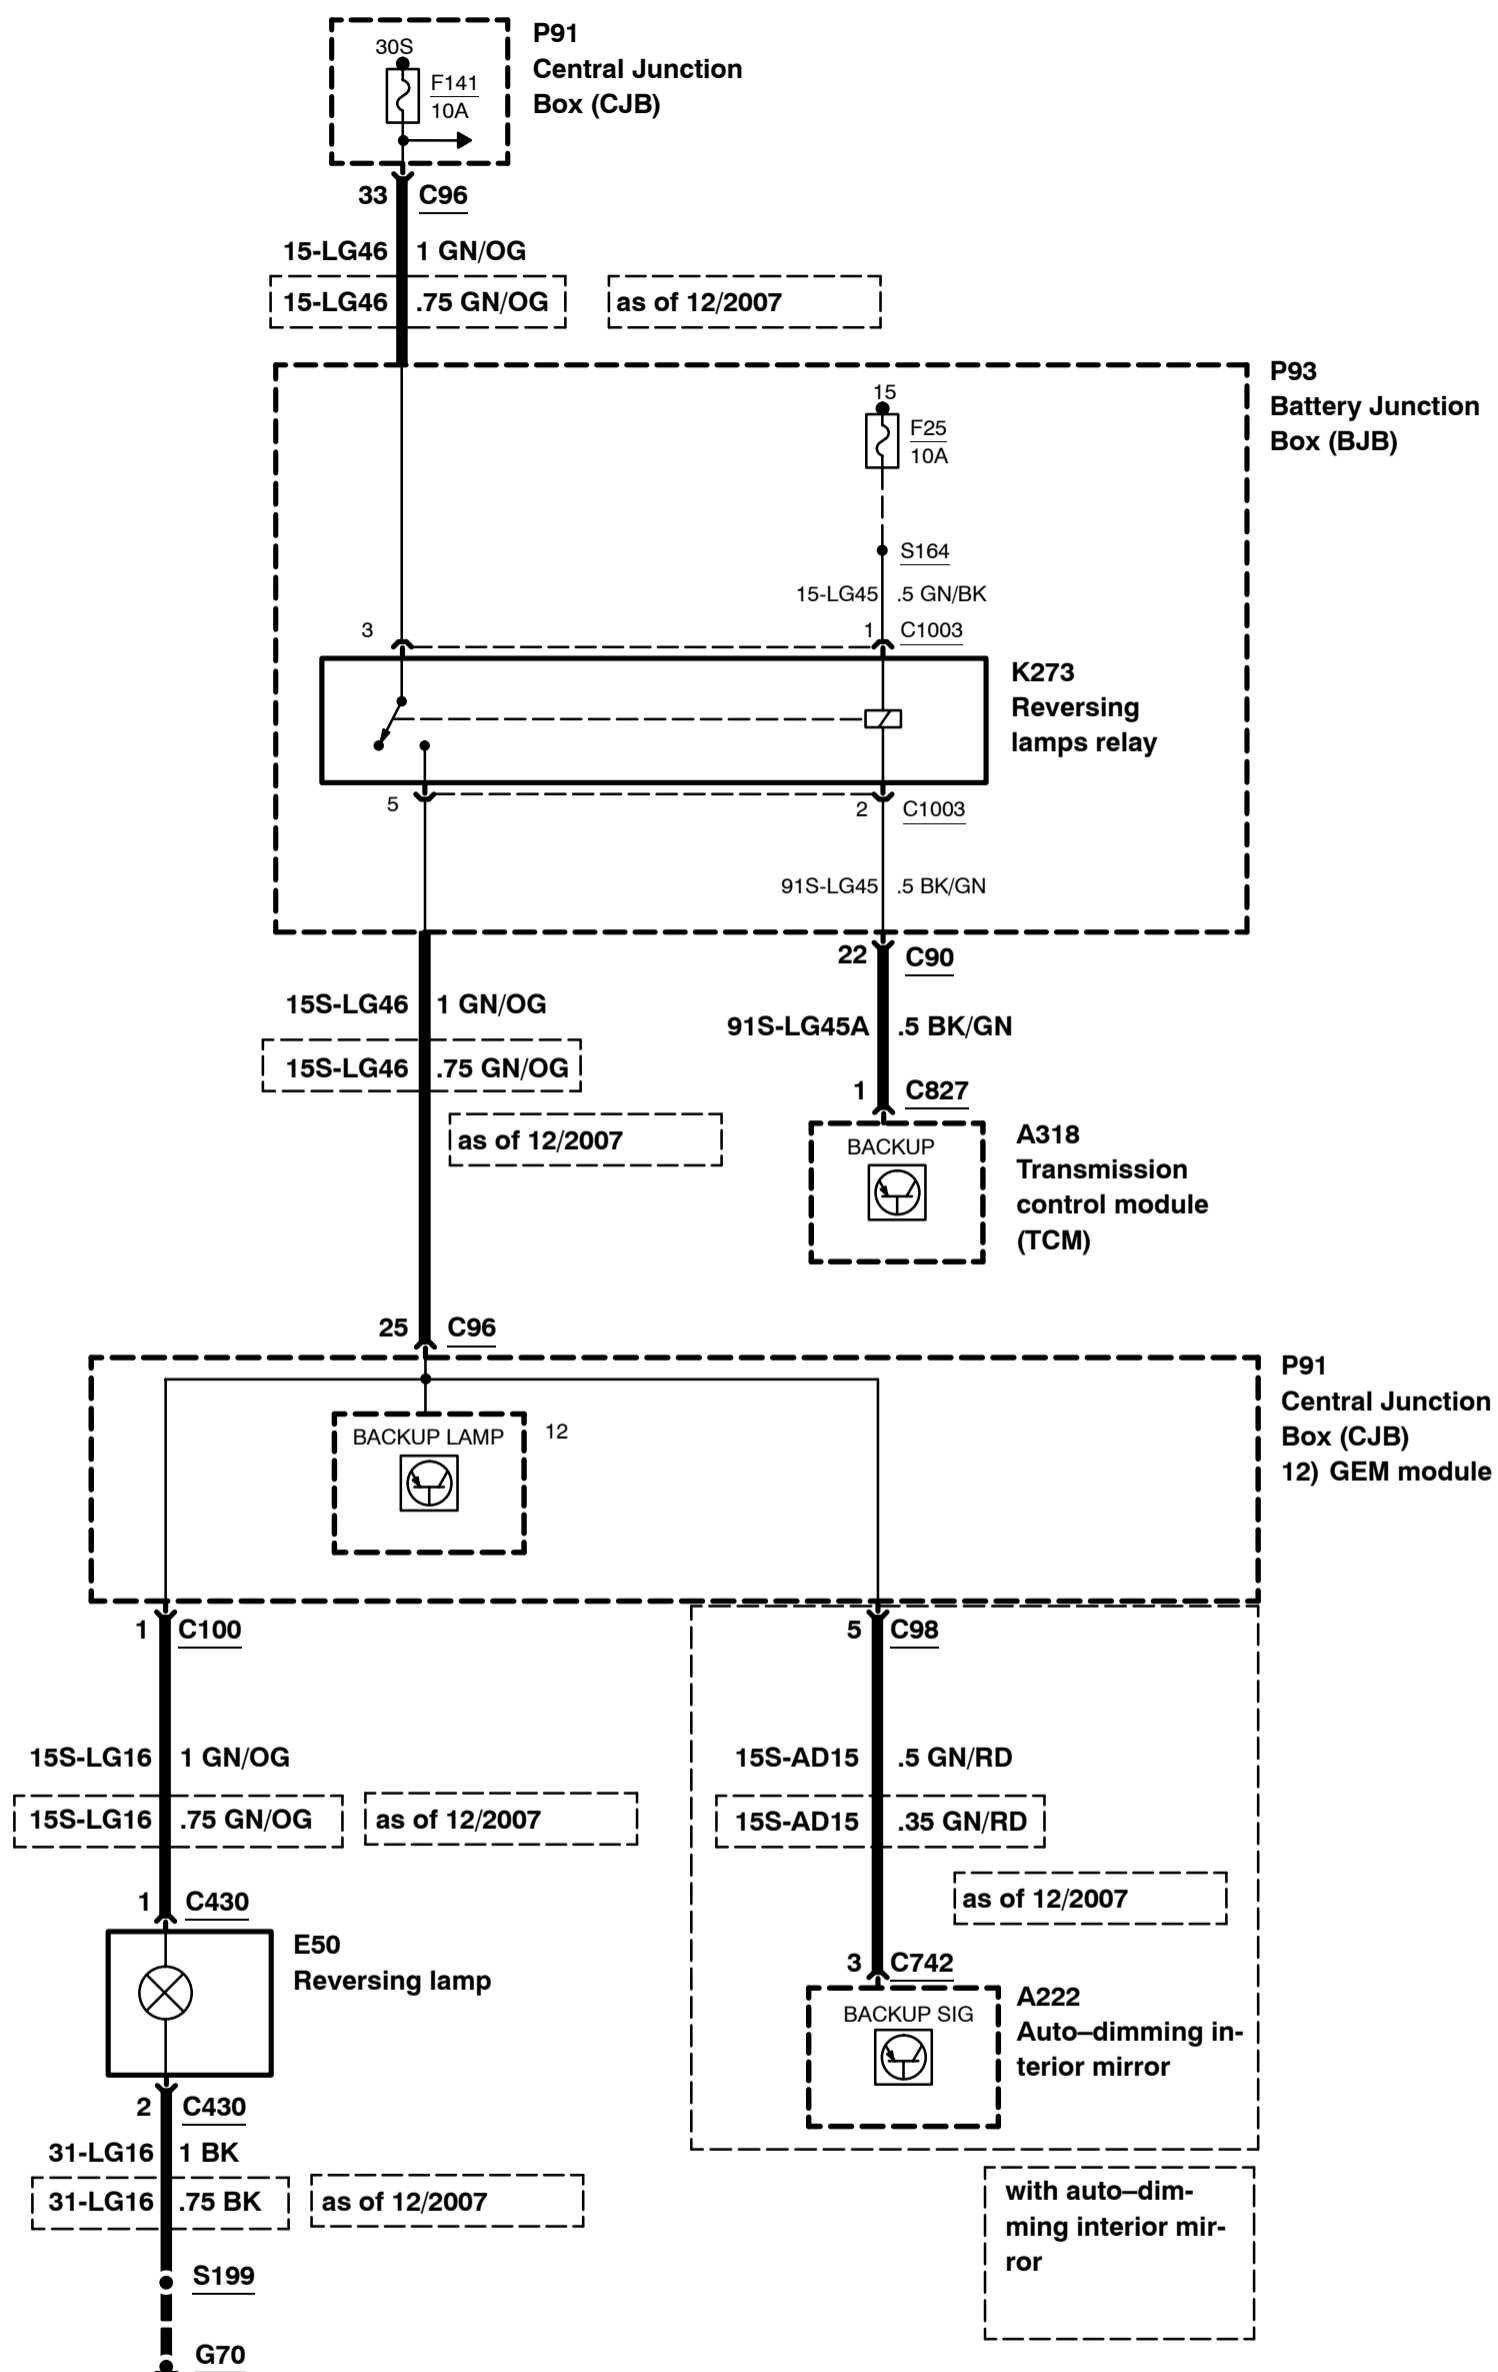 30S
F141
10A
P91
Central Junction
Box (CJB)
33 C96
15-LG46 1 GN/OG
15-LG46 .75 GN/OG as of 12/2007
P93
Battery Junction
Box (BJB)
15
F25
10A
S164
15-LG45 .5 GN/BK
3 1 C1003
K273
Reversing
lamps relay
5 2 C1003
91S-LG45 .5 BK/GN
22 C90
15S-LG46 1 GN/OG
91S-LG45A .5 BK/GN
15S-LG46 .75 GN/OG
1 C827
as of 12/2007
BACKUP
A318
Transmission
control module
(TCM)
25 C96
P91
Central Junction
Box (CJB)
12) GEM module
BACKUP LAMP 12
1 C100
5 C98
15S-LG16 1 GN/OG
15S-AD15 .5 GN/RD
15S-LG16 .75 GN/OG as of 12/2007
15S-AD15 .35 GN/RD
as of 12/2007
1 C430
E50
Reversing lamp
3 C742
BACKUP SIG
A222
Auto–dimming in-
terior mirror
2 C430
31-LG16 1 BK
31-LG16 .75 BK as of 12/2007
with auto–dim-
ming interior mir-
ror
S199
G70